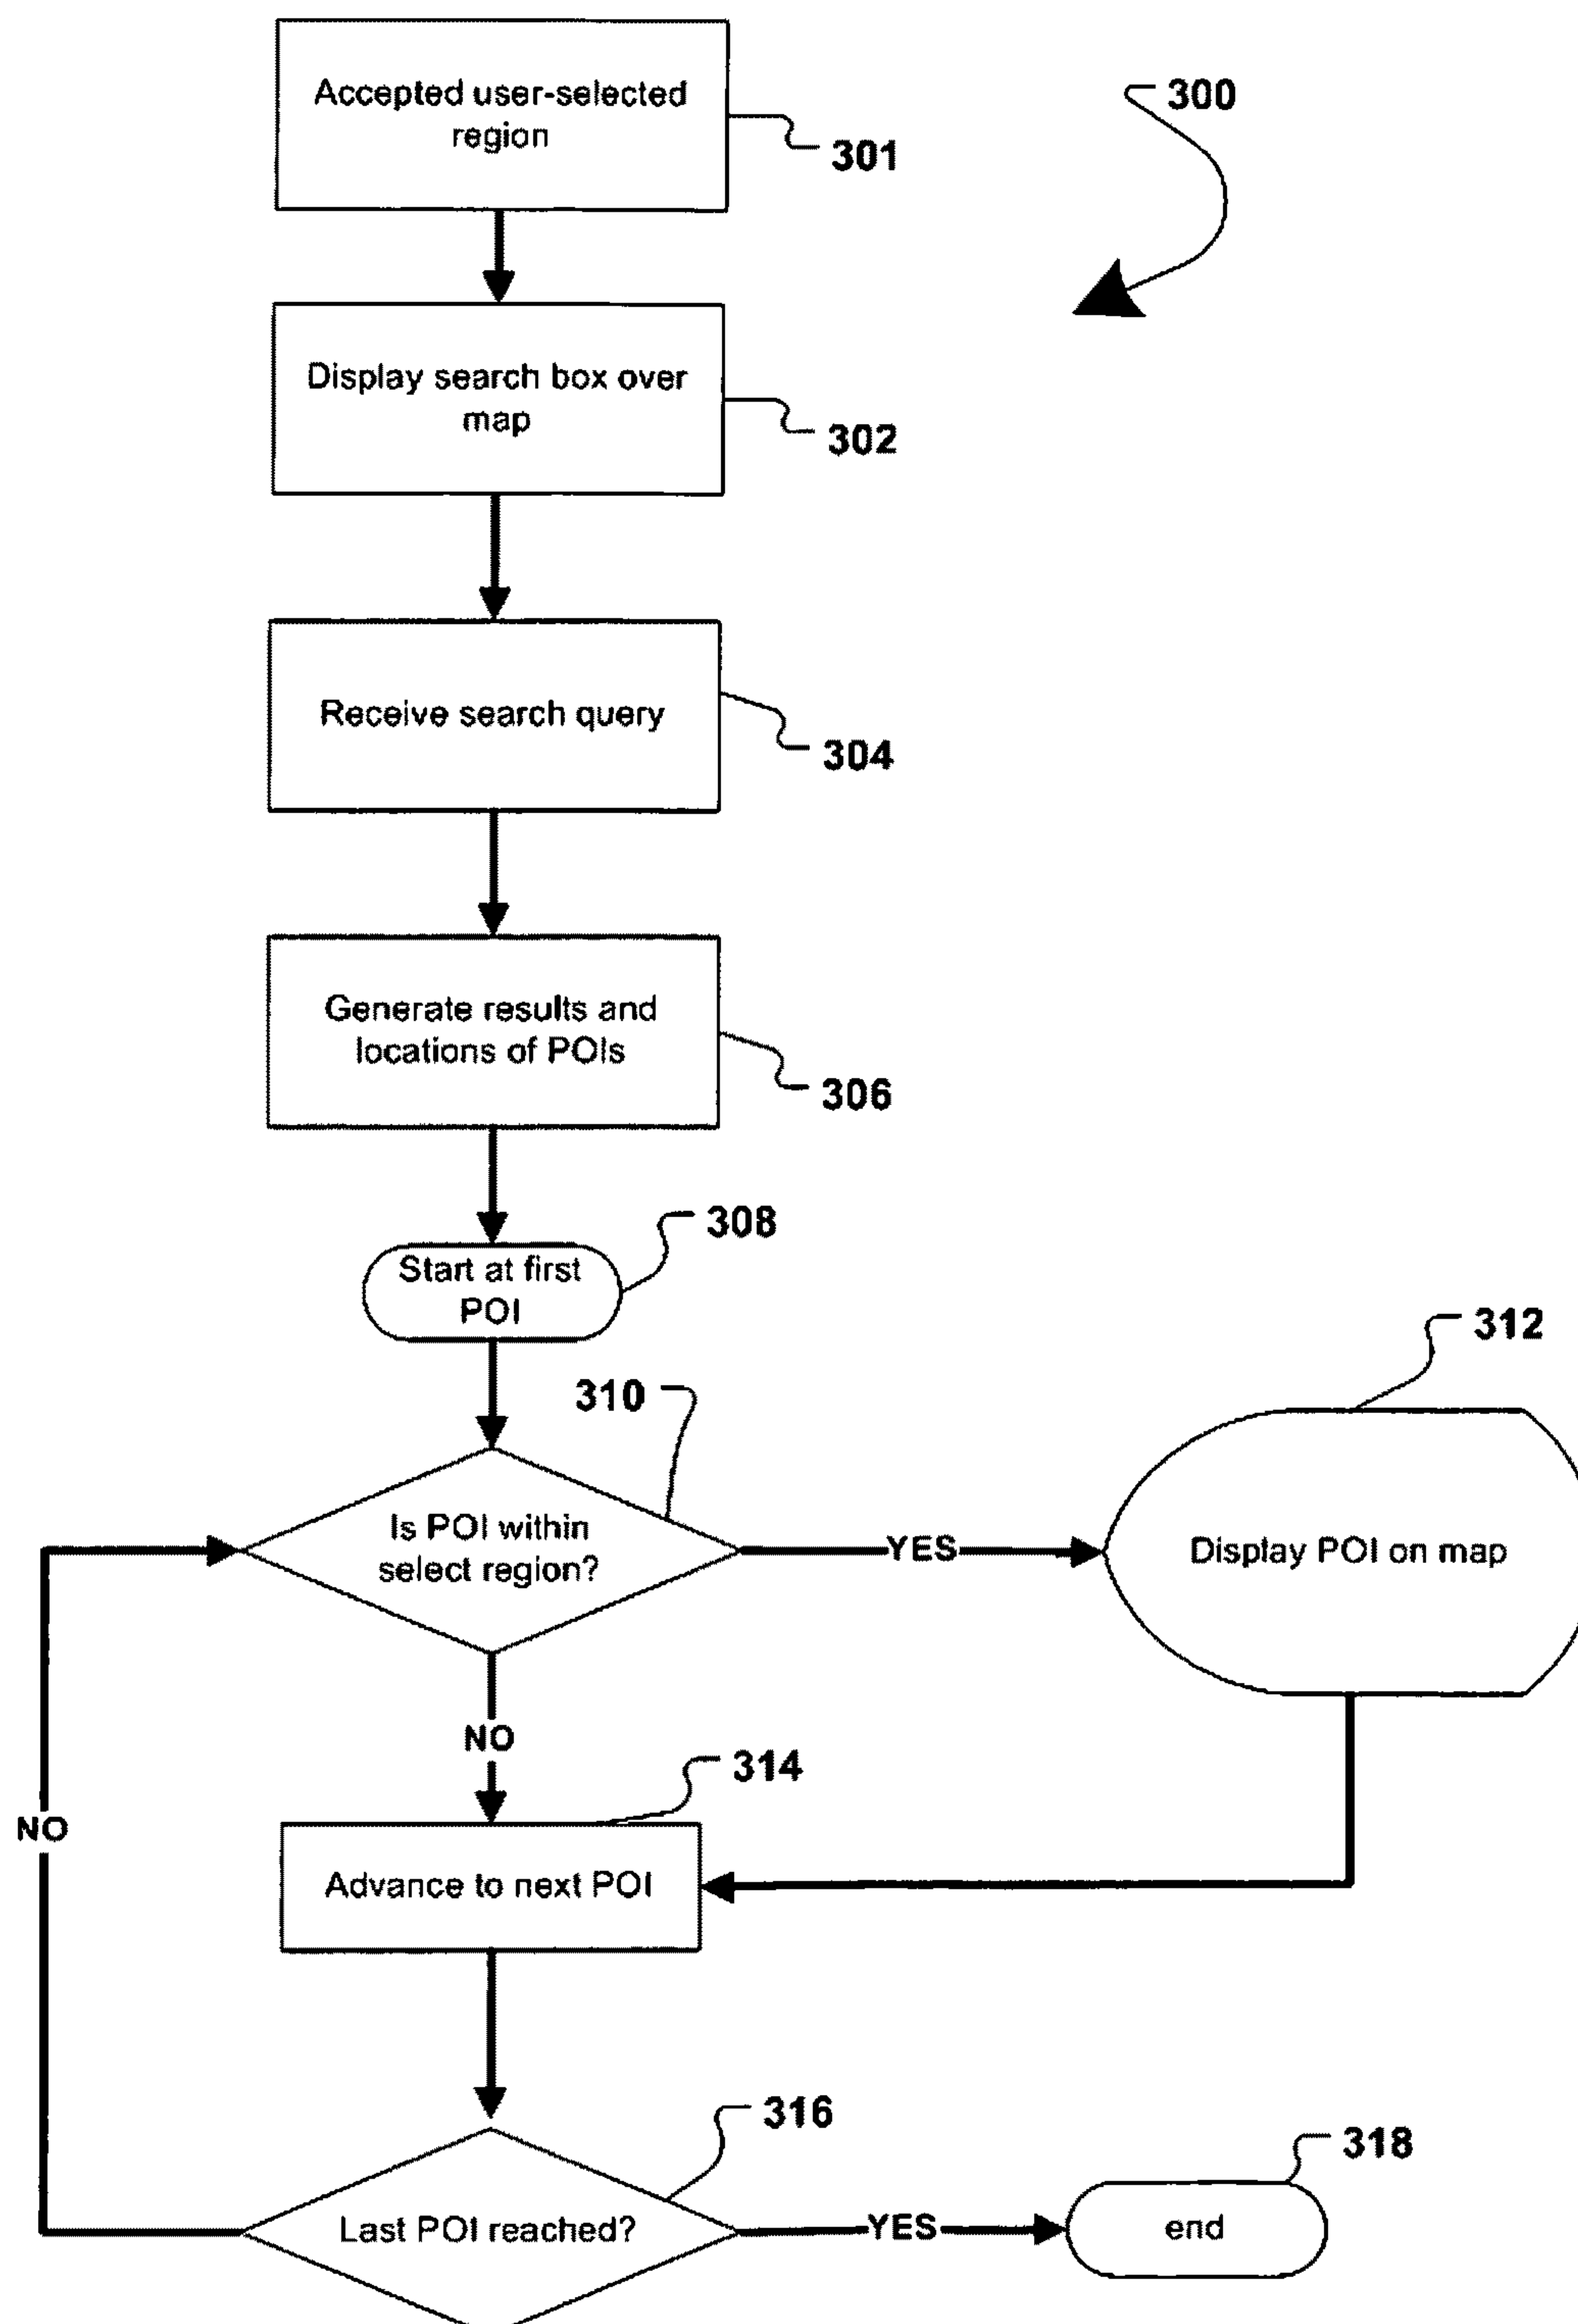 Accepted user-selected
region
301
300
Display search box over
map
302
Receive search query
304
Generate results and
locations of POIs
306
308
Start at first
POI
310
312
Is POI within
select region?
YES
Display POI on map
NO
314
NO
Advance to next POI
316
318
Last POI reached?
YES
end